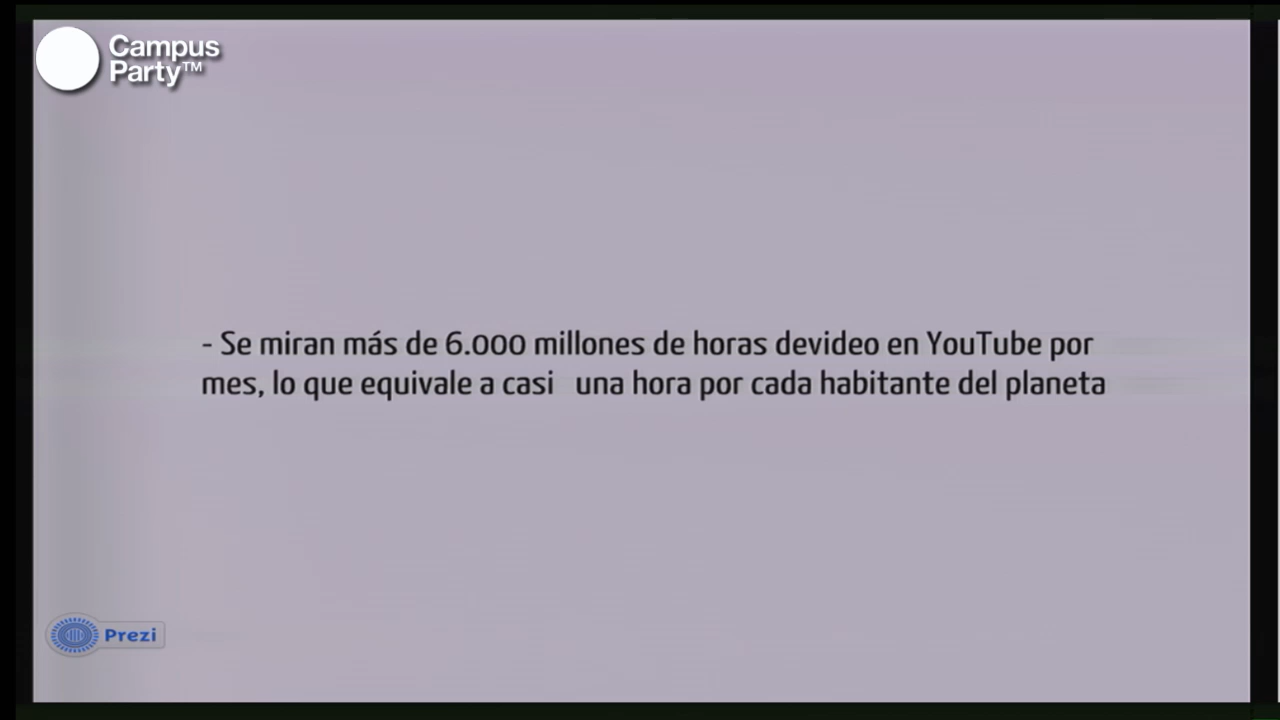 Campus
Party™
- Se miran más de 6.000 millones de horas devideo en YouTube por
mes, lo que equivale a casi una hora por cada habitante del planeta
Prezi